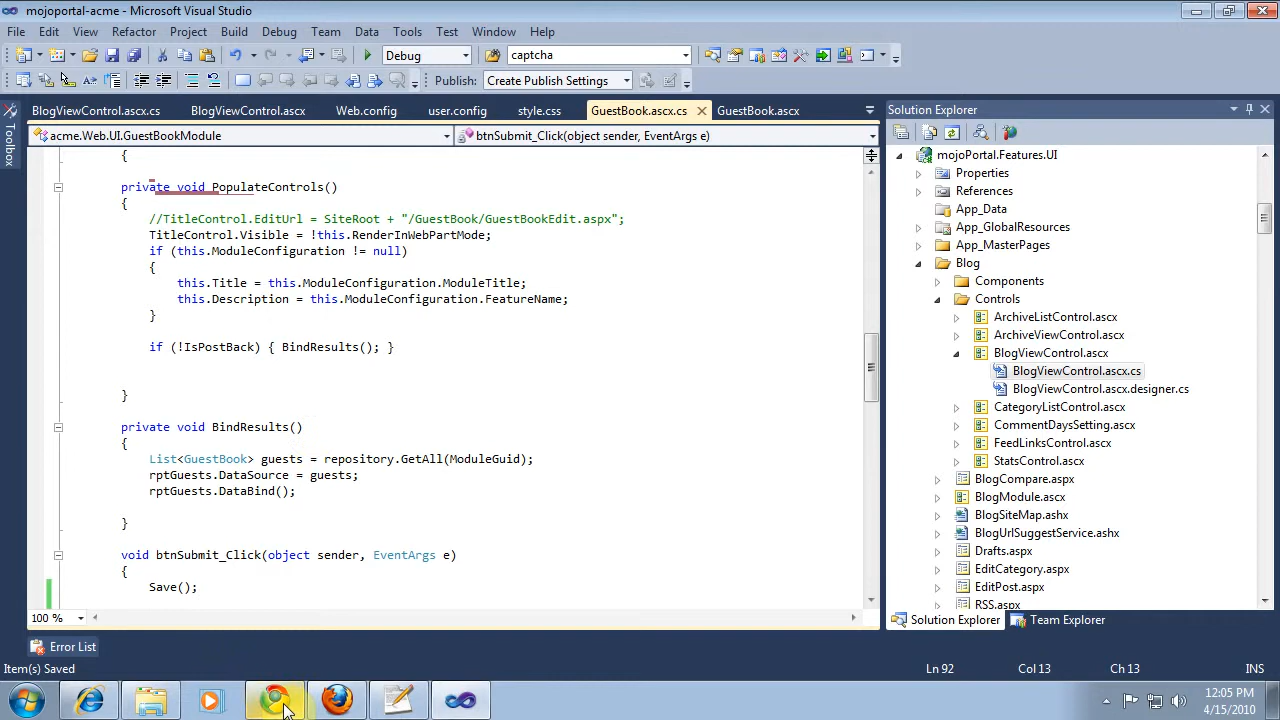 mojoportal-acme - Microsoft Visual Studio
File Edit View Refactor Project Build Debug Team Data Tools Test Window Help
Debug captcha
Publish: Create Publish Settings
BlogViewControl.ascx.cs BlogViewControl.ascx Web.config user.config style.css GuestBook.ascx.cs GuestBook.ascx
acme.Web.UI.GuestBookModule btnSubmit_Click(object sender, EventArgs e)
{
private void PopulateControls()
{
//TitleControl.EditUrl = SiteRoot + "/GuestBook/GuestBookEdit.aspx";
TitleControl.Visible = !this.RenderInWebPartMode;
if (this.ModuleConfiguration != null)
{
this.Title = this.ModuleConfiguration.ModuleTitle;
this.Description = this.ModuleConfiguration.FeatureName;
}
if (!IsPostBack) BindResults(); }
}
private void BindResults()
{
List<GuestBook> guests = repository.GetAll(ModuleGuid);
rptGuests.DataSource = guests;
rptGuests.DataBind();
}
void btnSubmit_Click(object sender, EventArgs e)
{
Save();
100 %
Toolbox
Solution Explorer
mojoPortal.Features.UI
Properties
References
App_Data
App_GlobalResources
App_MasterPages
Blog
Components
Controls
ArchiveListControl.ascx
ArchiveViewControl.ascx
BlogViewControl.ascx
BlogViewControl.ascx.cs
BlogViewControl.ascx.designer.cs
CategoryListControl.ascx
CommentDaysSetting.ascx
FeedLinksControl.ascx
StatsControl.ascx
BlogCompare.aspx
BlogModule.ascx
BlogSiteMap.ashx
BlogUrlSuggestService.ashx
Drafts.aspx
EditCategory.aspx
EditPost.aspx
RSS.aspx
Solution Explorer Team Explorer
Error List
Item(s) Saved Ln 92 Col 13 Ch 13 INS
12:05 PM
4/15/2010